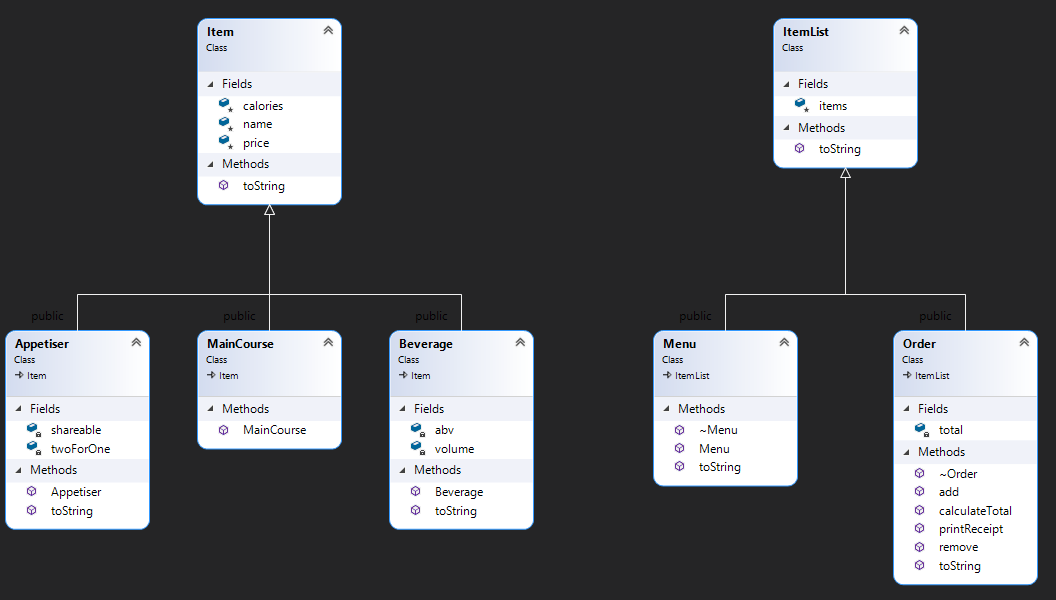 Item
Class
Fields
calories
name
price
Methods
toString
ItemList
Class
Fields
items
Methods
toString
public
public
public
public
public
Appetiser
Class
Item
Fields
shareable
twoForOne
Methods
Appetiser
toString
MainCourse
Class
Item
Methods
MainCourse
Beverage
Class
Item
Fields
abv
volume
Methods
Beverage
toString
Menu
Class
ItemList
Methods
~Menu
Menu
toString
Order
Class
ItemList
Fields
total
Methods
~Order
add
calculateTotal
printReceipt
remove
toString